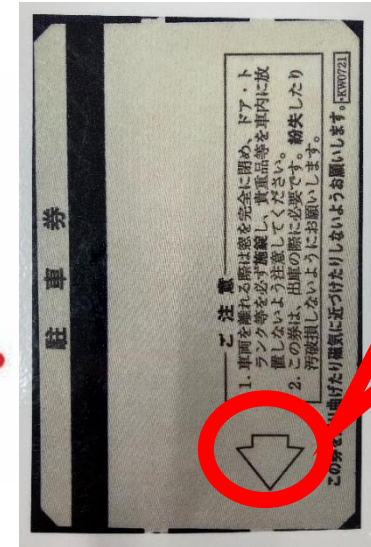 駐車券
ご注意
1. 車両を離れる際は窓を完全に閉め、ドア・ト
ランク等を必ず施錠し、貴重品等を車内に放
置しないよう注意してください。
2. この券は、出庫の際に必要です。紛失したり
汚破損しないようにお願いします。
この券を折り曲げたり磁気に近づけたりしないようお願いします。
KW0721